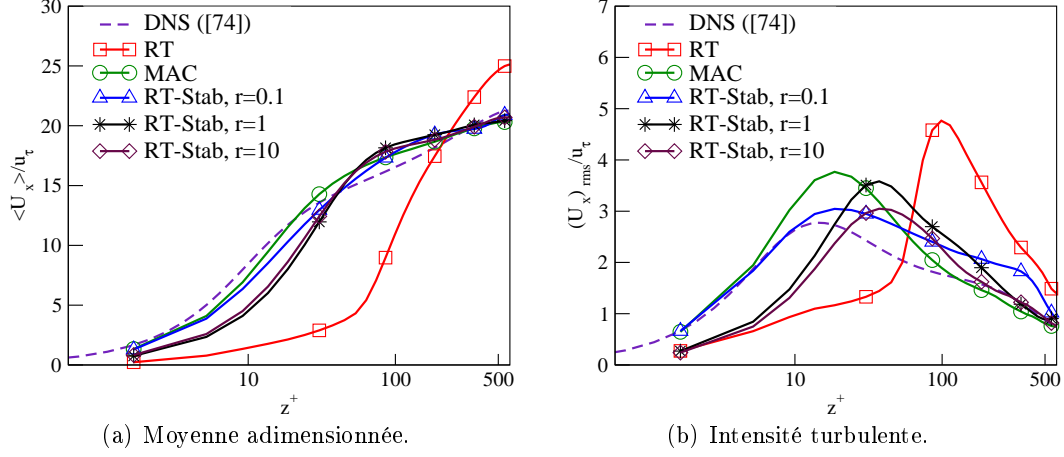 35
30
25
20
15
10
5
0
<U_x>/u_τ
DNS ([74])
RT
MAC
RT-Stab, r=0.1
RT-Stab, r=1
RT-Stab, r=10
10
100
500
z^+
(a) Moyenne adimensionnée.
7
6
5
4
3
2
1
0
(U_x)_rms/u_τ
DNS ([74])
RT
MAC
RT-Stab, r=0.1
RT-Stab, r=1
RT-Stab, r=10
10
100
500
z^+
(b) Intensité turbulente.